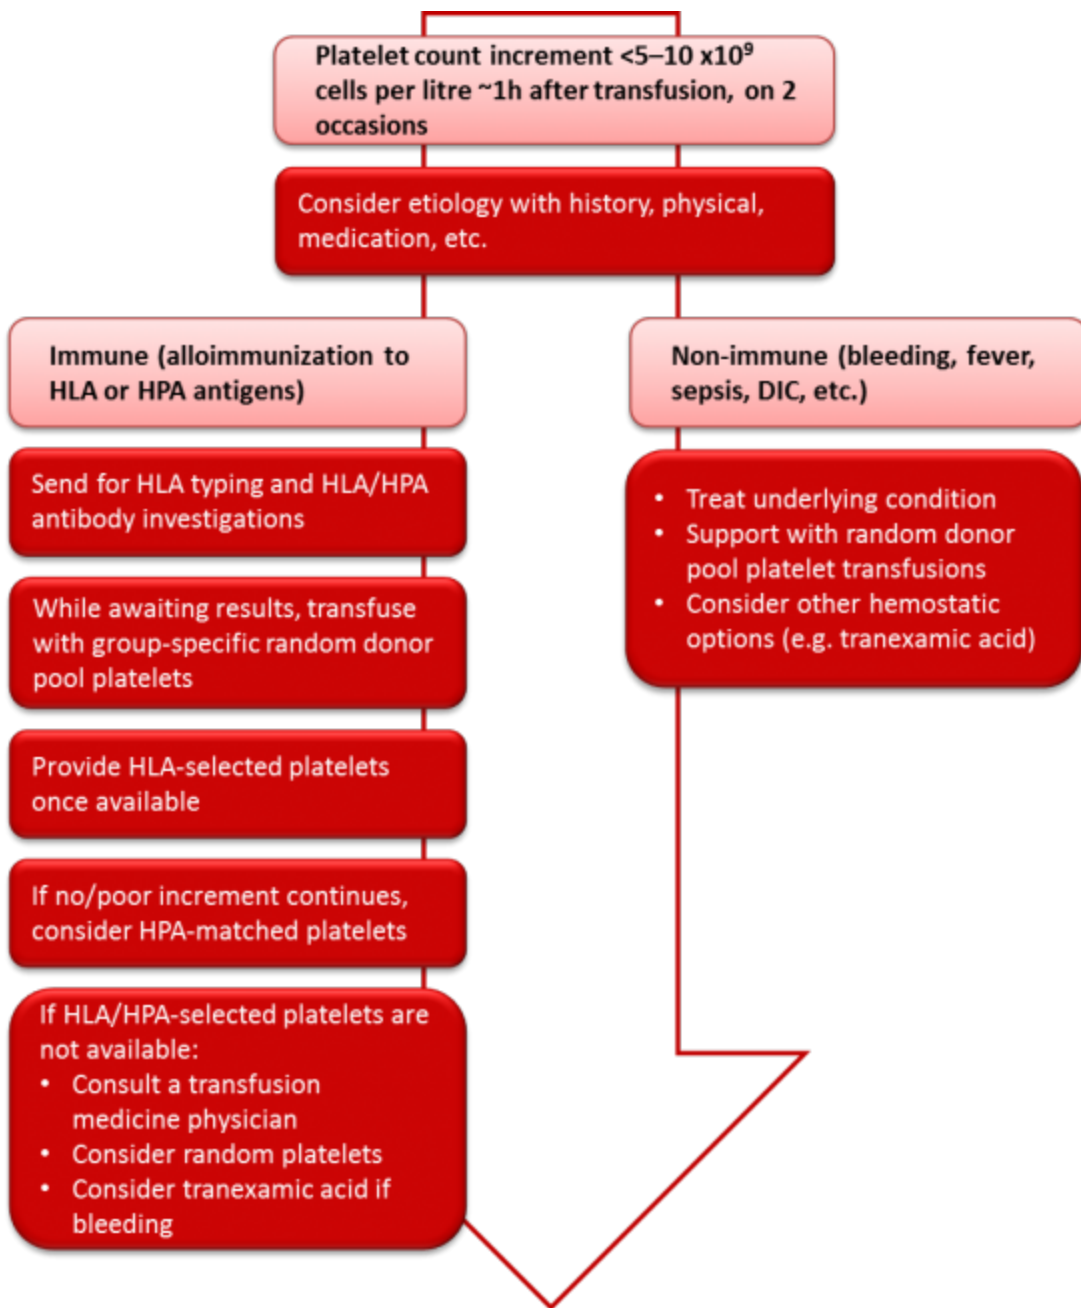 Platelet count increment <5–10 x10⁹
cells per litre ~1h after transfusion, on 2
occasions
Consider etiology with history, physical,
medication, etc.
Immune (alloimmunization to
HLA or HPA antigens)
Send for HLA typing and HLA/HPA
antibody investigations
While awaiting results, transfuse
with group-specific random donor
pool platelets
Provide HLA-selected platelets
once available
If no/poor increment continues,
consider HPA-matched platelets
If HLA/HPA-selected platelets are
not available:
• Consult a transfusion
medicine physician
• Consider random platelets
• Consider tranexamic acid if
bleeding
Non-immune (bleeding, fever,
sepsis, DIC, etc.)
• Treat underlying condition
• Support with random donor
pool platelet transfusions
• Consider other hemostatic
options (e.g. tranexamic acid)